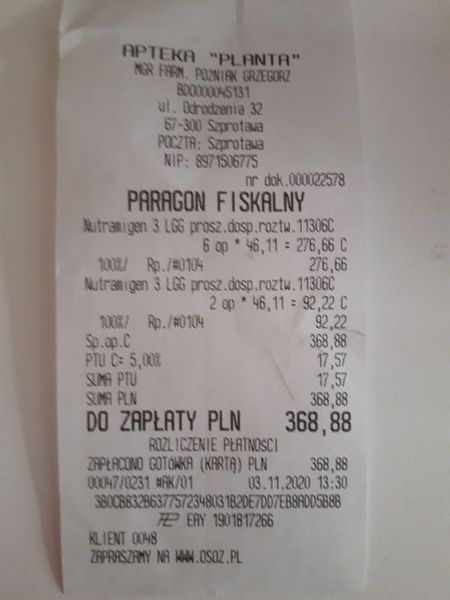 APTEKA "PLANTA"
MGR FARM. POŹNIAK GRZEGORZ
BDO000045131
ul. Odrodzenia 32
67-300 Szprotawa
POCZTA: Szprotawa
NIP: 8971506775
nr dok.000022578
PARAGON FISKALNY
Nutramigen 3 LGG prosz.dosp.roztw.11306C
6 op * 46,11 = 276,66 C
100%/ Rp./#0104 276,66
Nutramigen 3 LGG prosz.dosp.roztw.11306C
2 op * 46,11 = 92,22 C
100%/ Rp./#0104 92,22
Sp.op.C 368,88
PTU C= 5,00% 17,57
SUMA PTU 17,57
SUMA PLN 368,88
DO ZAPŁATY PLN 368,88
ROZLICZENIE PŁATNOŚCI
ZAPŁACONO GOTÓWKA (KARTĄ) PLN 368,88
00047/0231 #AK/01 03.11.2020 13:30
3B0CB832B6377572348031B2DE7DD7EB8ADD5B8B
EAY 1901817266
KLIENT 0048
ZAPRASZAMY NA WWW.OSOZ.PL